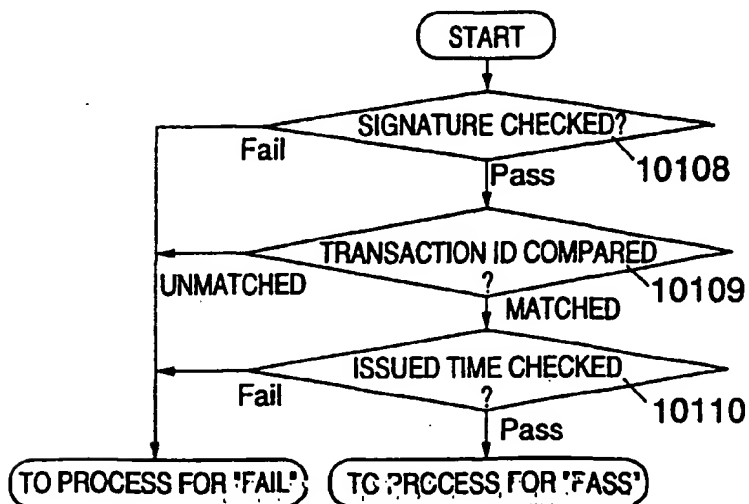 START
SIGNATURE CHECKED?
Fail
10108
Pass
TRANSACTION ID COMPARED
?
UNMATCHED
10109
MATCHED
ISSUED TIME CHECKED
?
Fail
10110
Pass
TO PROCESS FOR "FAIL"
TO PROCESS FOR "FASS"